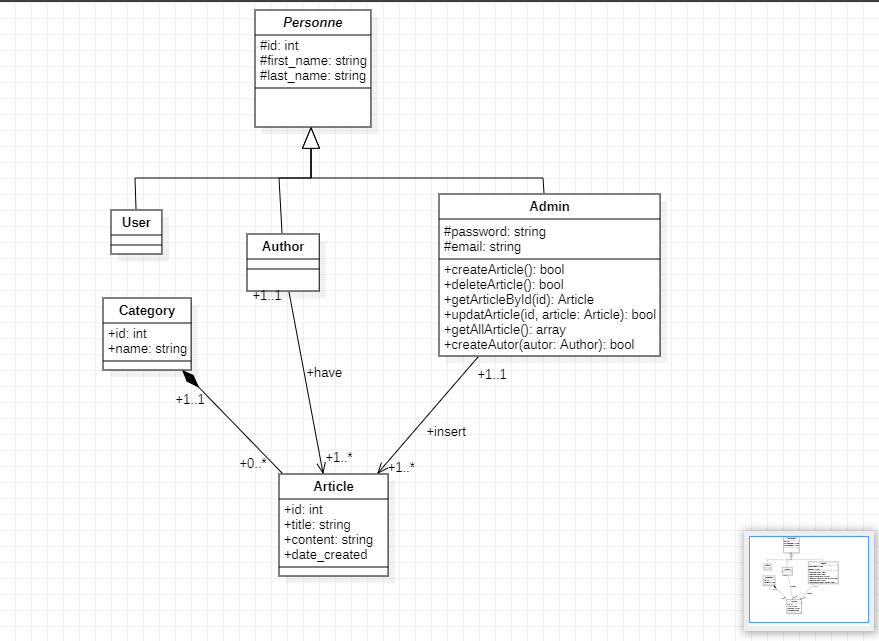 Personne
#id: int
#first_name: string
#last_name: string
User
Author
Admin
#password: string
#email: string
+createArticle(): bool
+deleteArticle(): bool
+getArticleById(id): Article
+updatArticle(id, article: Article): bool
+getAllArticle(): array
+createAutor(autor: Author): bool
+1..1
Category
+id: int
+name: string
+have
+1..1
+1..1
+insert
+0..*
+1..*
+1..*
Article
+id: int
+title: string
+content: string
+date_created